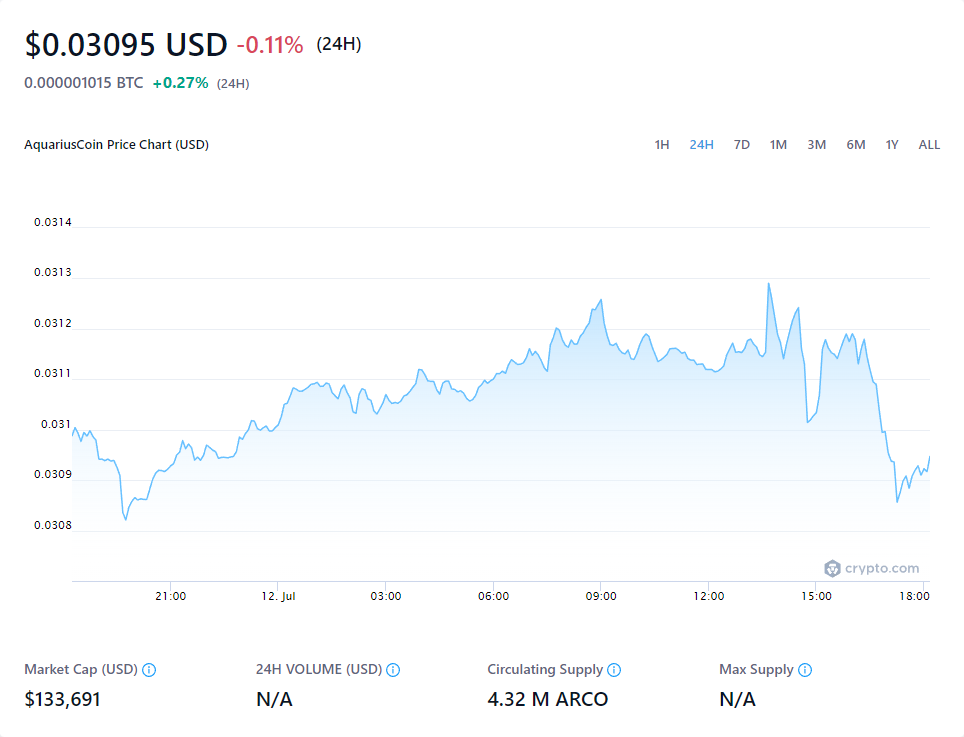 $0.03095 USD -0.11% (24H)
0.000001015 BTC +0.27% (24H)
AquariusCoin Price Chart (USD)
1H 24H 7D 1M 3M 6M 1Y ALL
0.0314
0.0313
0.0312
0.0311
0.031
0.0309
0.0308
crypto.com
21:00 12. Jul 03:00 06:00 09:00 12:00 15:00 18:00
Market Cap (USD) 24H VOLUME (USD) Circulating Supply Max Supply
$133,691 N/A 4.32 M ARCO N/A